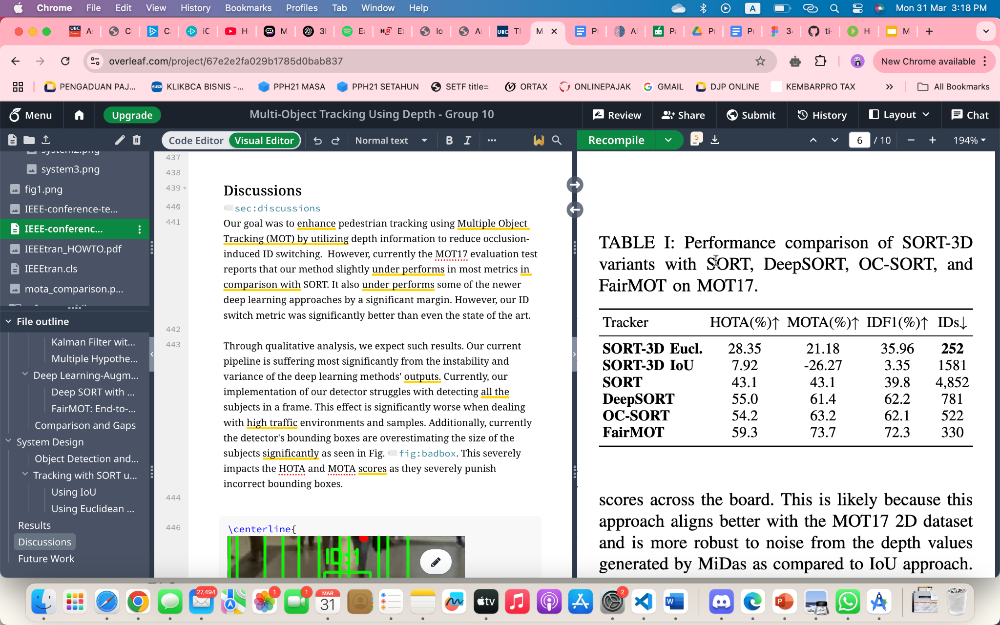 Chrome File Edit View History Bookmarks Profiles Tab Window Help A Mon 31 Mar 3:18 PM
A C C iC H M 3I Ea E Io A TI M Pi Al Pa Pi Pi 3 ti- H M
overleaf.com/project/67e2e2fa029b1785d0bab837 New Chrome available
PENGADUAN PAJ... KLIKBCA BISNIS -... PPH21 MASA PPH21 SETAHUN SETF title= ORTAX ONLINEPAJAK GMAIL DJP ONLINE KEMBARPRO TAX » All Bookmarks
Menu Upgrade Multi-Object Tracking Using Depth - Group 10 Review Share Submit History Layout Chat
Code Editor Visual Editor Normal text B I ... Recompile 5 6 / 10 194%
system2.png
system3.png
fig1.png
IEEE-conference-te...
IEEE-conferenc...
IEEEtran_HOWTO.pdf
IEEEtran.cls
mota_comparison.p...
File outline
Kalman Filter wit...
Multiple Hypothe...
Deep Learning-Augm...
Deep SORT with ...
FairMOT: End-to-...
Comparison and Gaps
System Design
Object Detection and...
Tracking with SORT u...
Using IoU
Using Euclidean ...
Results
Discussions
Future Work
437
438
439 Discussions
440 sec:discussions
441 Our goal was to enhance pedestrian tracking using Multiple Object
Tracking (MOT) by utilizing depth information to reduce occlusion-
induced ID switching. However, currently the MOT17 evaluation test
reports that our method slightly under performs in most metrics in
comparison with SORT. It also under performs some of the newer
deep learning approaches by a significant margin. However, our ID
switch metric was significantly better than even the state of the art.
442
443 Through qualitative analysis, we expect such results. Our current
pipeline is suffering most significantly from the instability and
variance of the deep learning methods' outputs. Currently, our
implementation of our detector struggles with detecting all the
subjects in a frame. This effect is significantly worse when dealing
with high traffic environments and samples. Additionally, currently
the detector's bounding boxes are overestimating the size of the
subjects significantly as seen in Fig. fig:badbox. This severely
impacts the HOTA and MOTA scores as they severely punish
incorrect bounding boxes.
444
446 \centerline{
ID:1
TABLE I: Performance comparison of SORT-3D
variants with SORT, DeepSORT, OC-SORT, and
FairMOT on MOT17.
Tracker HOTA(%)↑ MOTA(%)↑ IDF1(%)↑ IDs↓
SORT-3D Eucl. 28.35 21.18 35.96 252
SORT-3D IoU 7.92 -26.27 3.35 1581
SORT 43.1 43.1 39.8 4,852
DeepSORT 55.0 61.4 62.2 781
OC-SORT 54.2 63.2 62.1 522
FairMOT 59.3 73.7 72.3 330
scores across the board. This is likely because this
approach aligns better with the MOT17 2D dataset
and is more robust to noise from the depth values
generated by MiDas as compared to IoU approach.
27,494 1 1 MAR 31 tv 2